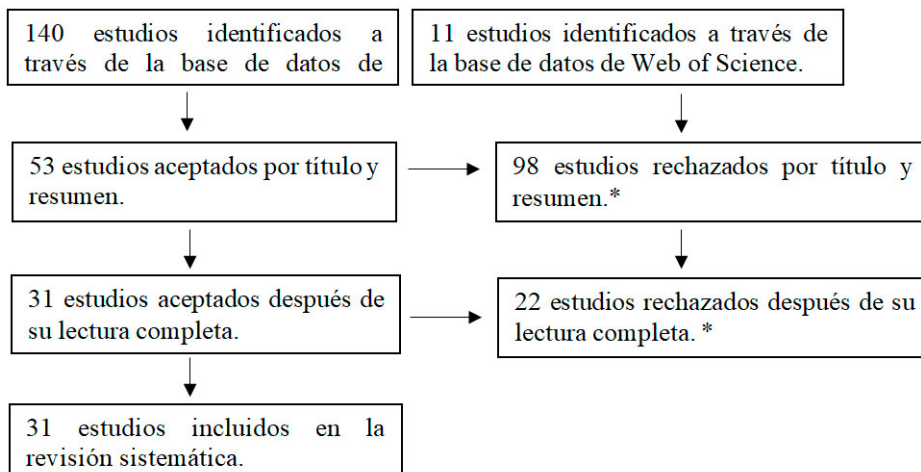 140 estudios identificados a
través de la base de datos de
11 estudios identificados a través de
la base de datos de Web of Science.
53 estudios aceptados por título y
resumen.
98 estudios rechazados por título y
resumen.*
31 estudios aceptados después de
su lectura completa.
22 estudios rechazados después de su
lectura completa. *
31 estudios incluidos en la
revisión sistemática.